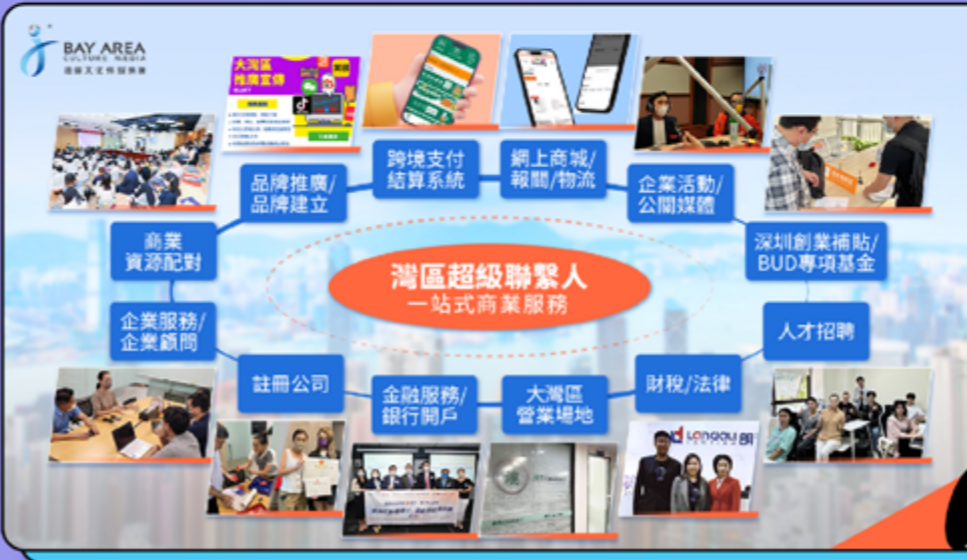 BAY AREA
CULTURE MEDIA
大灣區
推廣宣傳
跨境支付
結算系統
網上商城/
報關/物流
品牌推廣/
品牌建立
企業活動/
公關媒體
商業
資源配對
深圳創業補貼/
BUD專項基金
灣區超級聯繫人
一站式商業服務
企業服務/
企業顧問
人才招聘
註冊公司
金融服務/
銀行開戶
大灣區
營業場地
財稅/法律